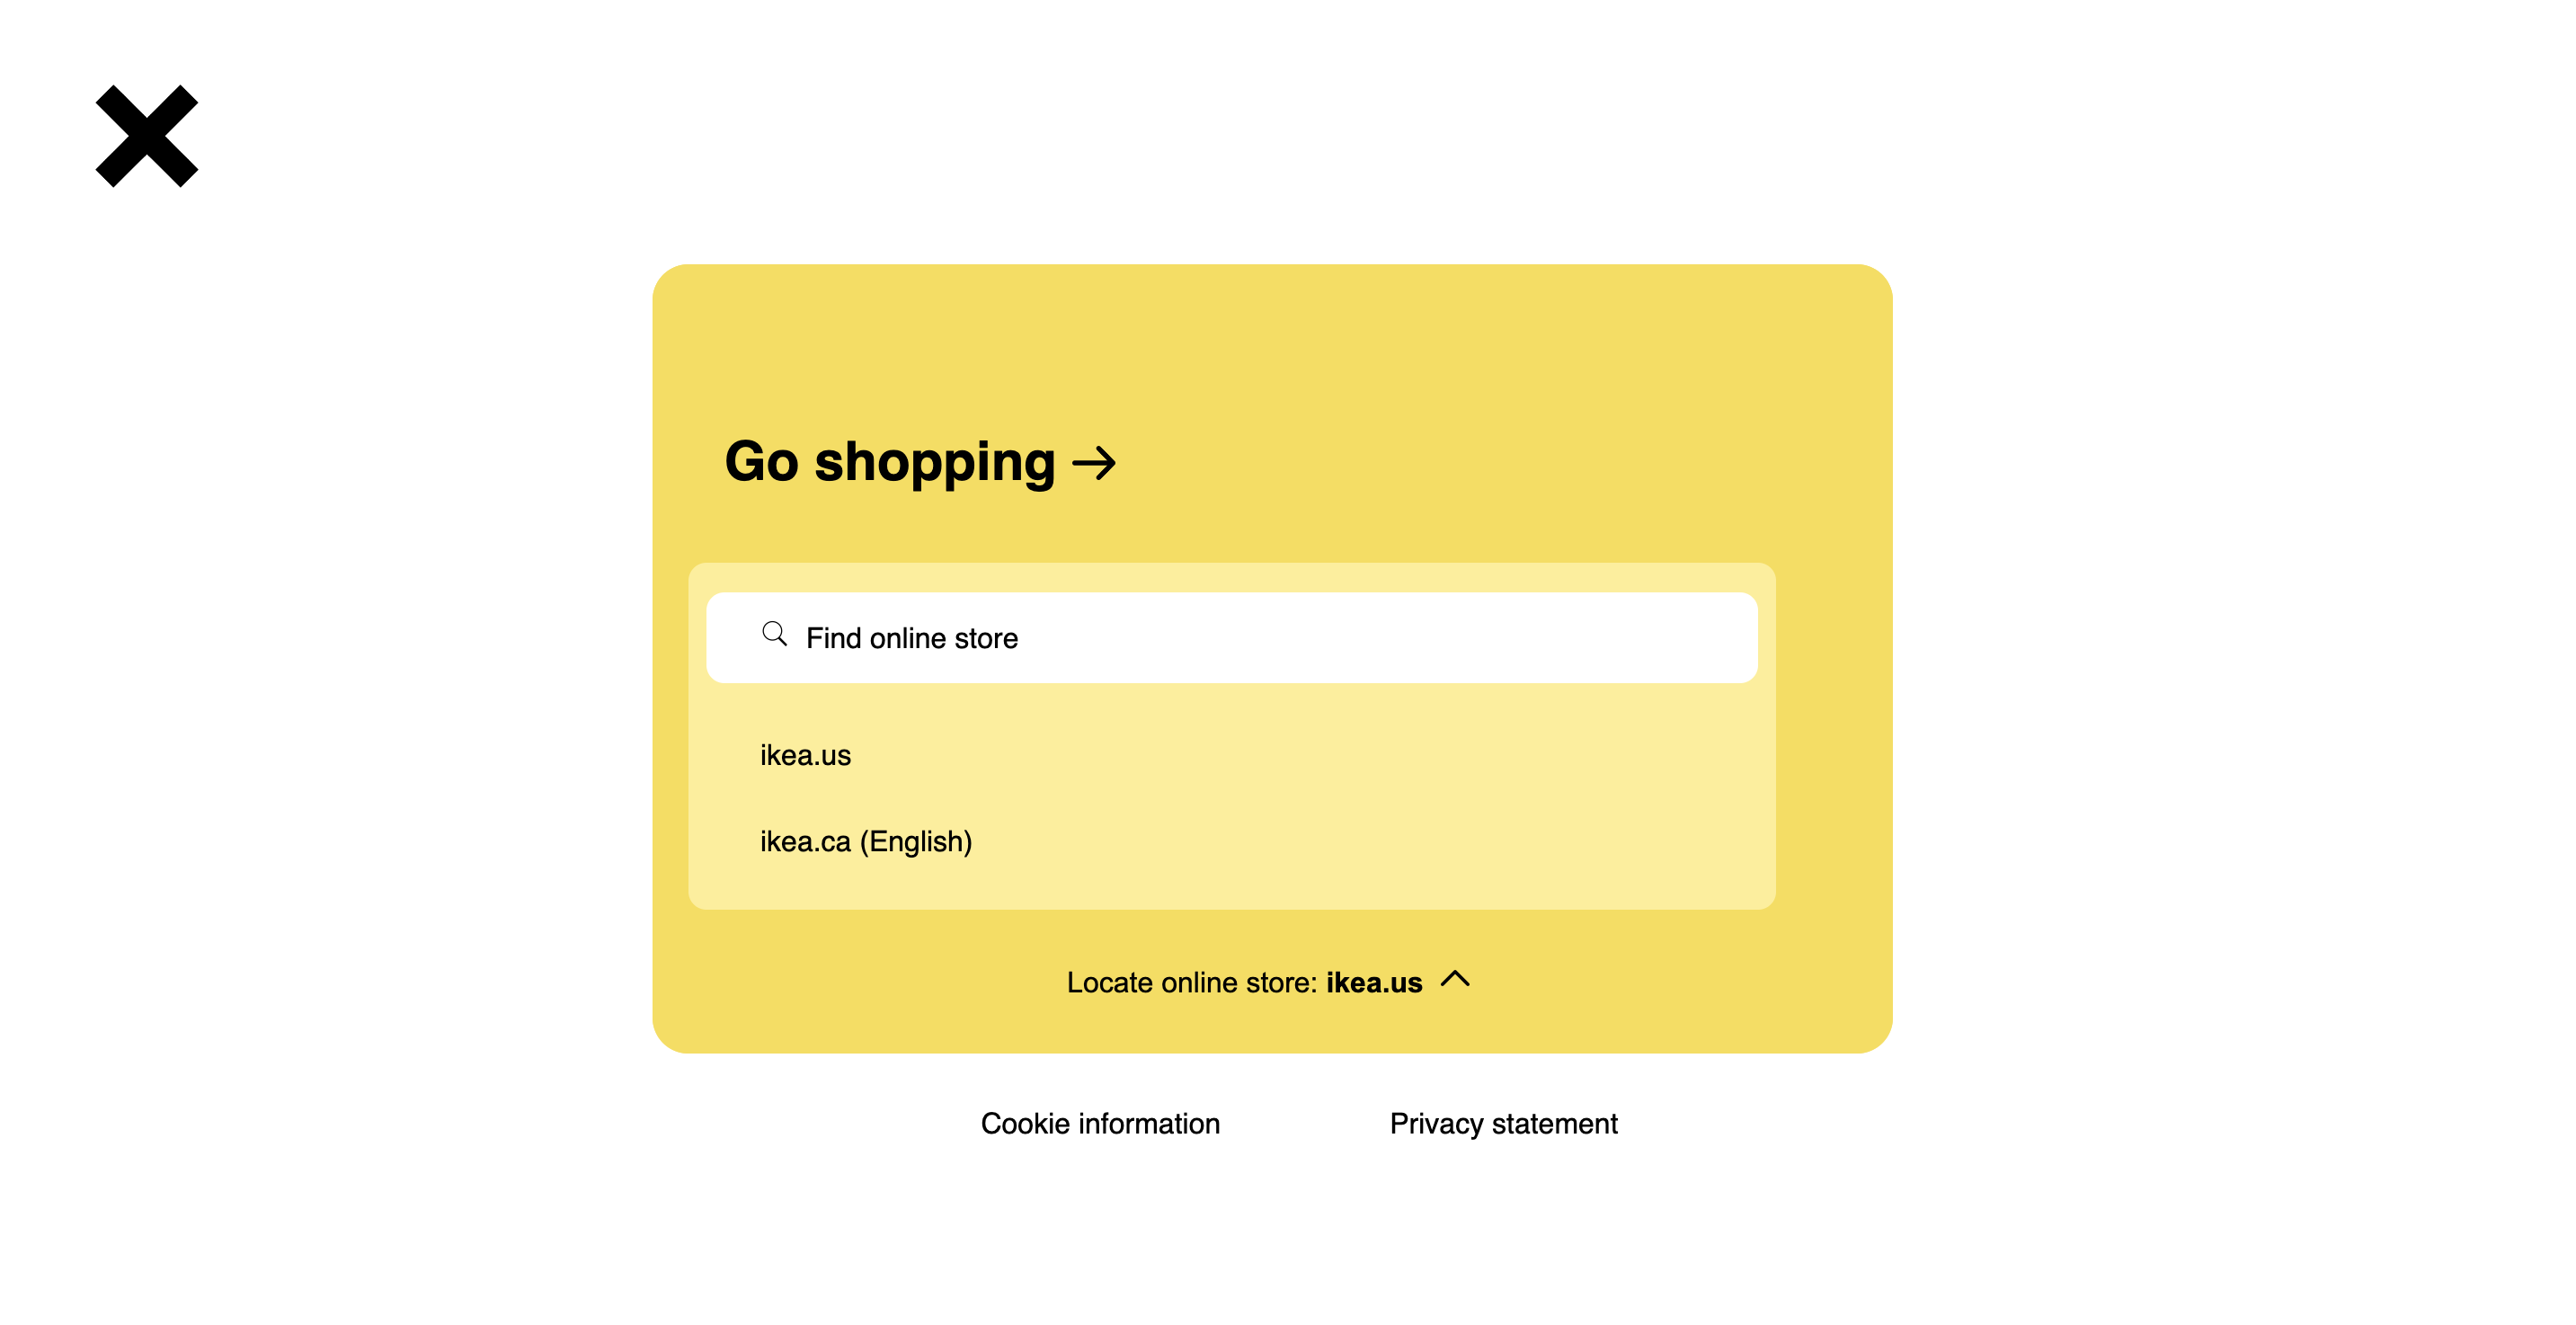 Go shopping
Find online store
ikea.us
ikea.ca (English)
Locate online store: ikea.us
Cookie information
Privacy statement